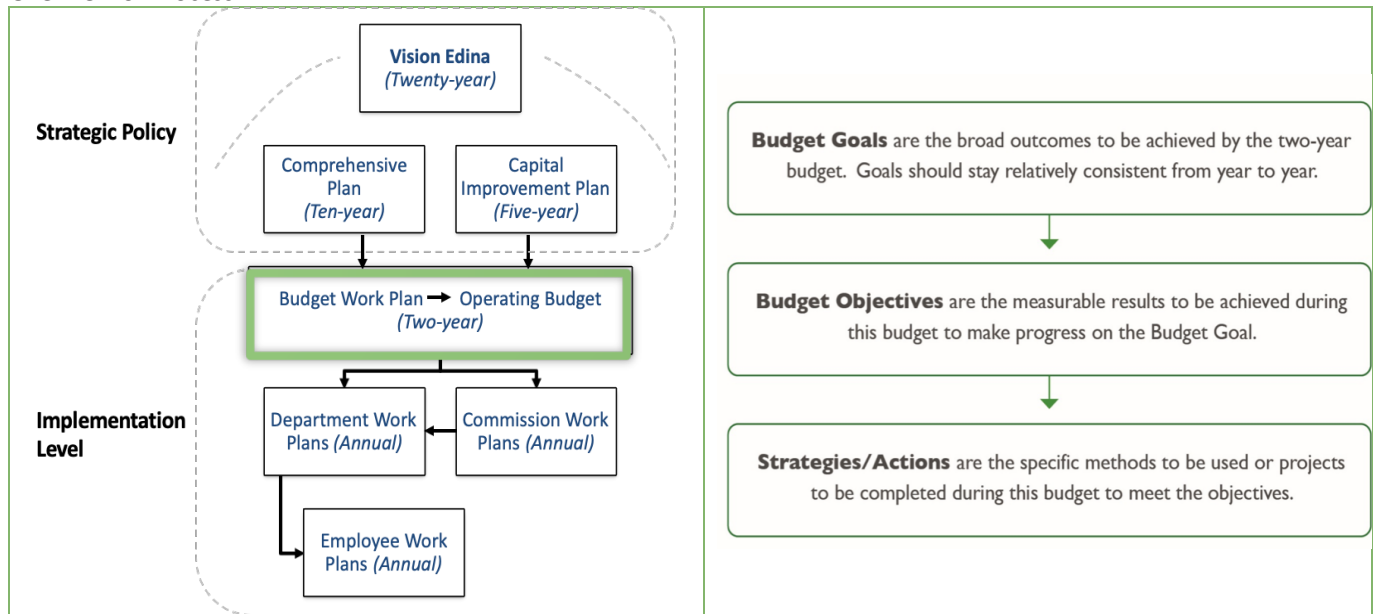 Vision Edina
(Twenty-year)
Strategic Policy
Comprehensive
Plan
(Ten-year)
Capital
Improvement Plan
(Five-year)
Budget Work Plan → Operating Budget
(Two-year)
Implementation
Level
Department Work
Plans (Annual)
Commission Work
Plans (Annual)
Employee Work
Plans (Annual)
Budget Goals are the broad outcomes to be achieved by the two-year
budget. Goals should stay relatively consistent from year to year.
Budget Objectives are the measurable results to be achieved during
this budget to make progress on the Budget Goal.
Strategies/Actions are the specific methods to be used or projects
to be completed during this budget to meet the objectives.